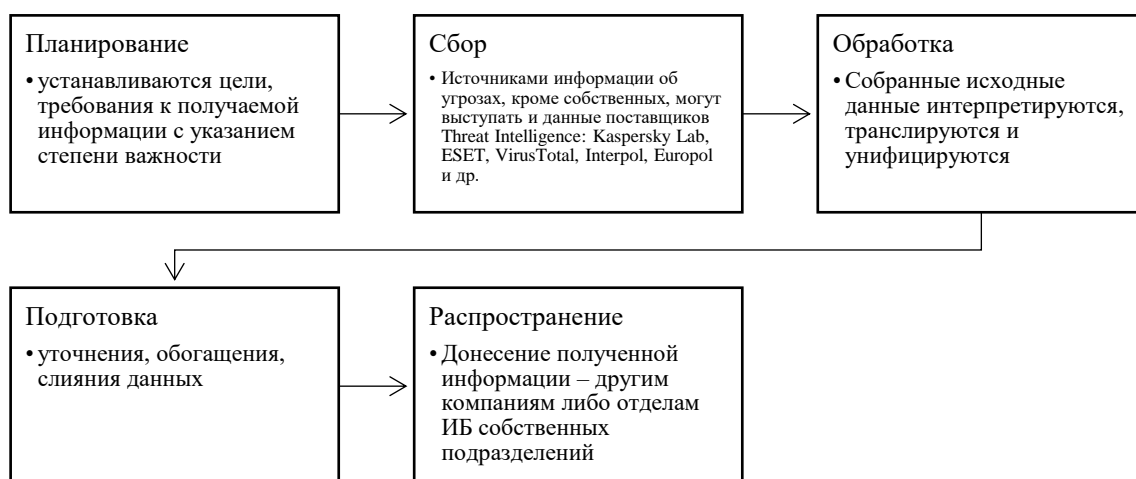 Планирование
• устанавливаются цели,
требования к получаемой
информации с указанием
степени важности
Сбор
• Источниками информации об
угрозах, кроме собственных, могут
выступать и данные поставщиков
Threat Intelligence: Kaspersky Lab,
ESET, VirusTotal, Interpol, Europol
и др.
Обработка
• Собранные исходные
данные интерпретируются,
транслируются и
унифицируются
Подготовка
• уточнения, обогащения,
слияния данных
Распространение
• Донесение полученной
информации – другим
компаниям либо отделам
ИБ собственных
подразделений